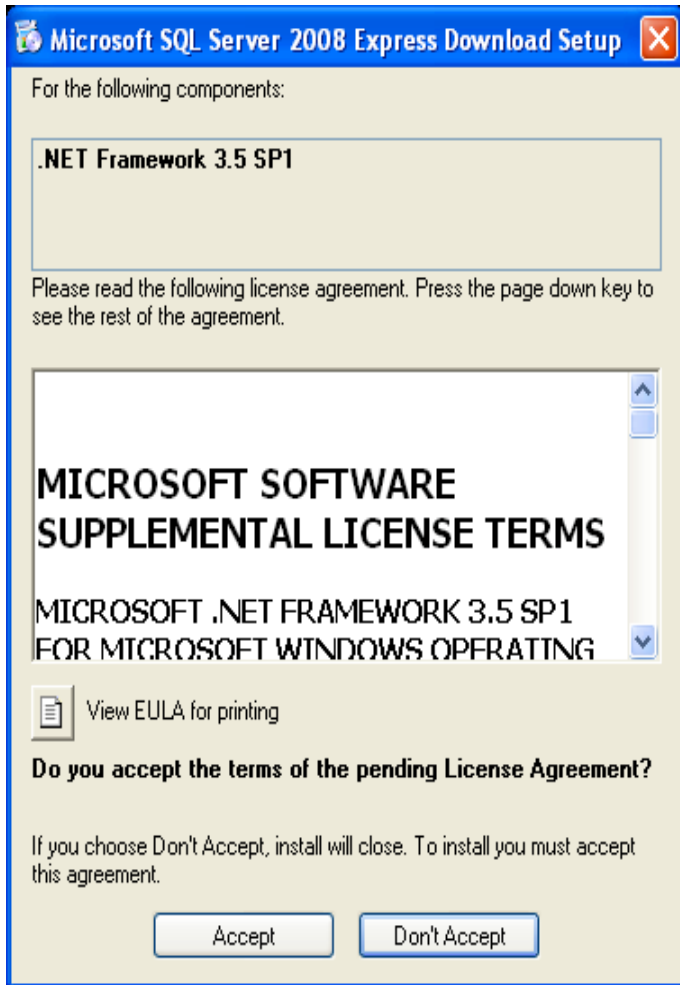 Microsoft SQL Server 2008 Express Download Setup
For the following components:
.NET Framework 3.5 SP1
Please read the following license agreement. Press the page down key to
see the rest of the agreement.
MICROSOFT SOFTWARE
SUPPLEMENTAL LICENSE TERMS
MICROSOFT .NET FRAMEWORK 3.5 SP1
FOR MICROSOFT WINDOWS OPERATING
View EULA for printing
Do you accept the terms of the pending License Agreement?
If you choose Don't Accept, install will close. To install you must accept
this agreement.
Accept
Don't Accept